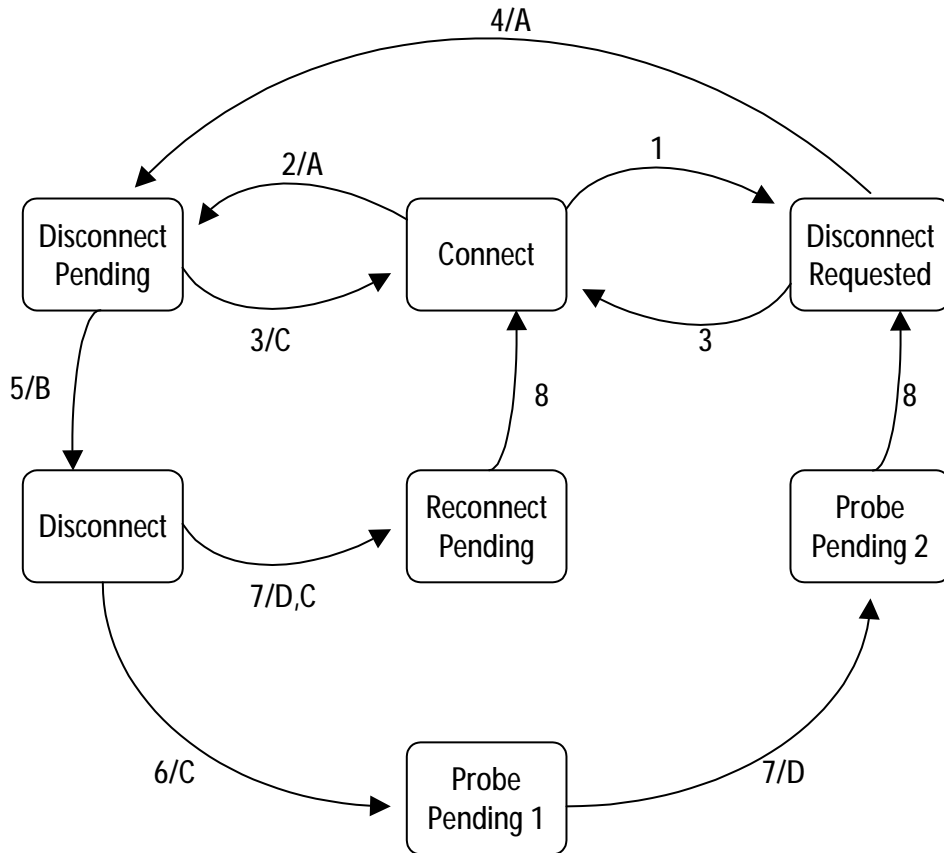 4/A
2/A
1
Disconnect
Pending
Connect
Disconnect
Requested
3/C
3
5/B
8
8
Disconnect
Reconnect
Pending
Probe
Pending 2
7/D,C
6/C
Probe
Pending 1
7/D